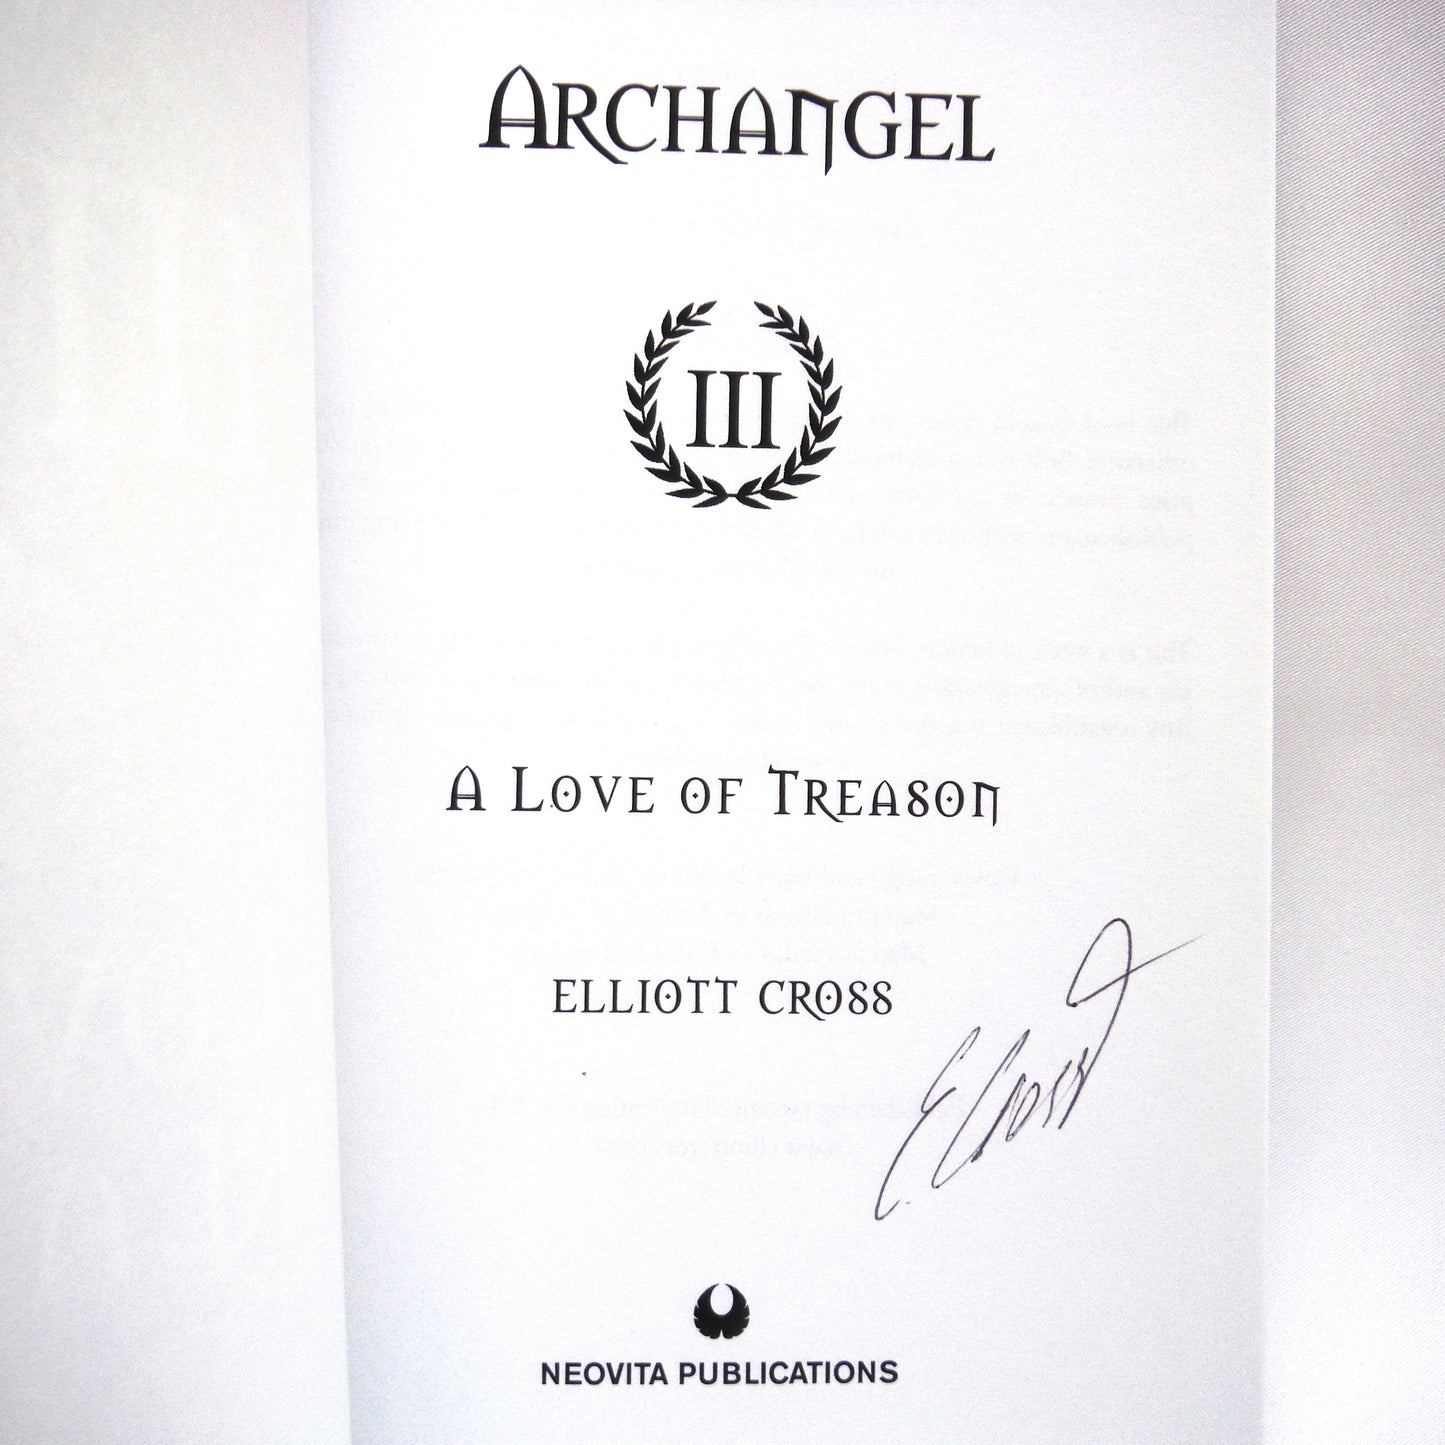 ARCHANGEL
III
A LOVE OF TREASON
ELLIOTT CROSS
E Cross
NEOVITA PUBLICATIONS